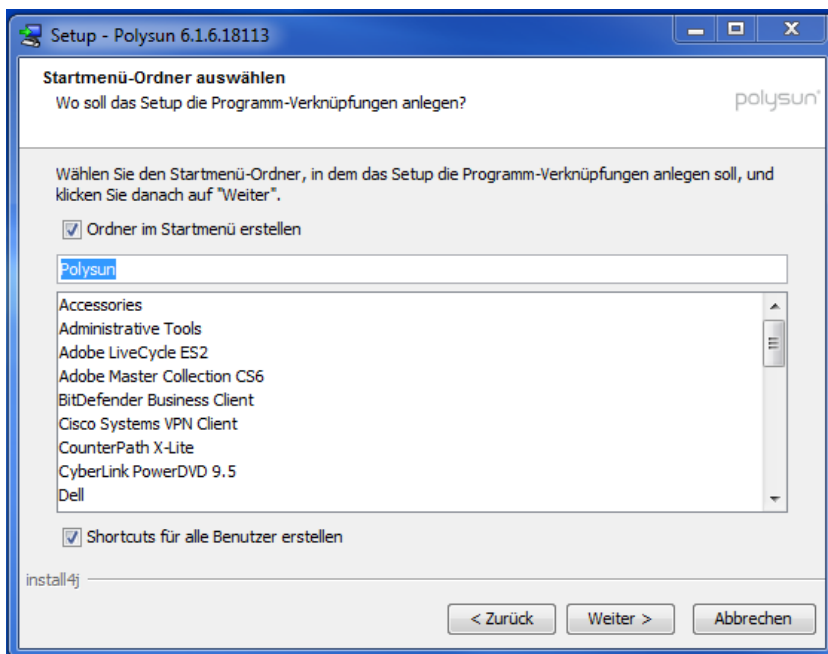 Setup - Polysun 6.1.6.18113
Startmenü-Ordner auswählen
Wo soll das Setup die Programm-Verknüpfungen anlegen?
polysun®
Wählen Sie den Startmenü-Ordner, in dem das Setup die Programm-Verknüpfungen anlegen soll, und
klicken Sie danach auf "Weiter".
Ordner im Startmenü erstellen
Polysun
Accessories
Administrative Tools
Adobe LiveCycle ES2
Adobe Master Collection CS6
BitDefender Business Client
Cisco Systems VPN Client
CounterPath X-Lite
CyberLink PowerDVD 9.5
Dell
Shortcuts für alle Benutzer erstellen
install4j
< Zurück Weiter > Abbrechen